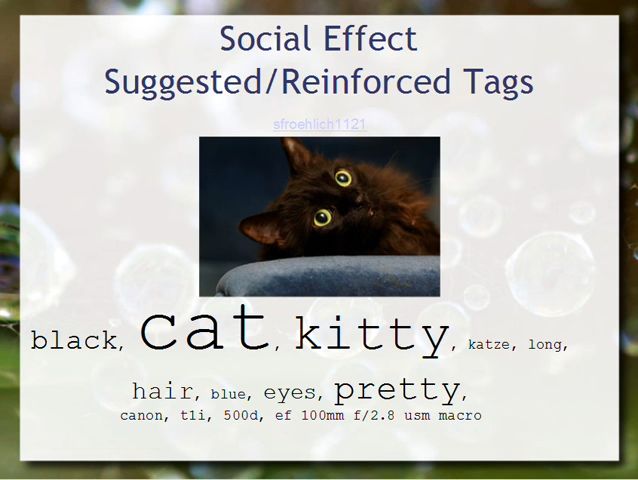 Social Effect
Suggested/Reinforced Tags
sfroehlich1121
black, cat, kitty, katze, long,
hair, blue, eyes, pretty,
canon, t1i, 500d, ef 100mm f/2.8 usm macro